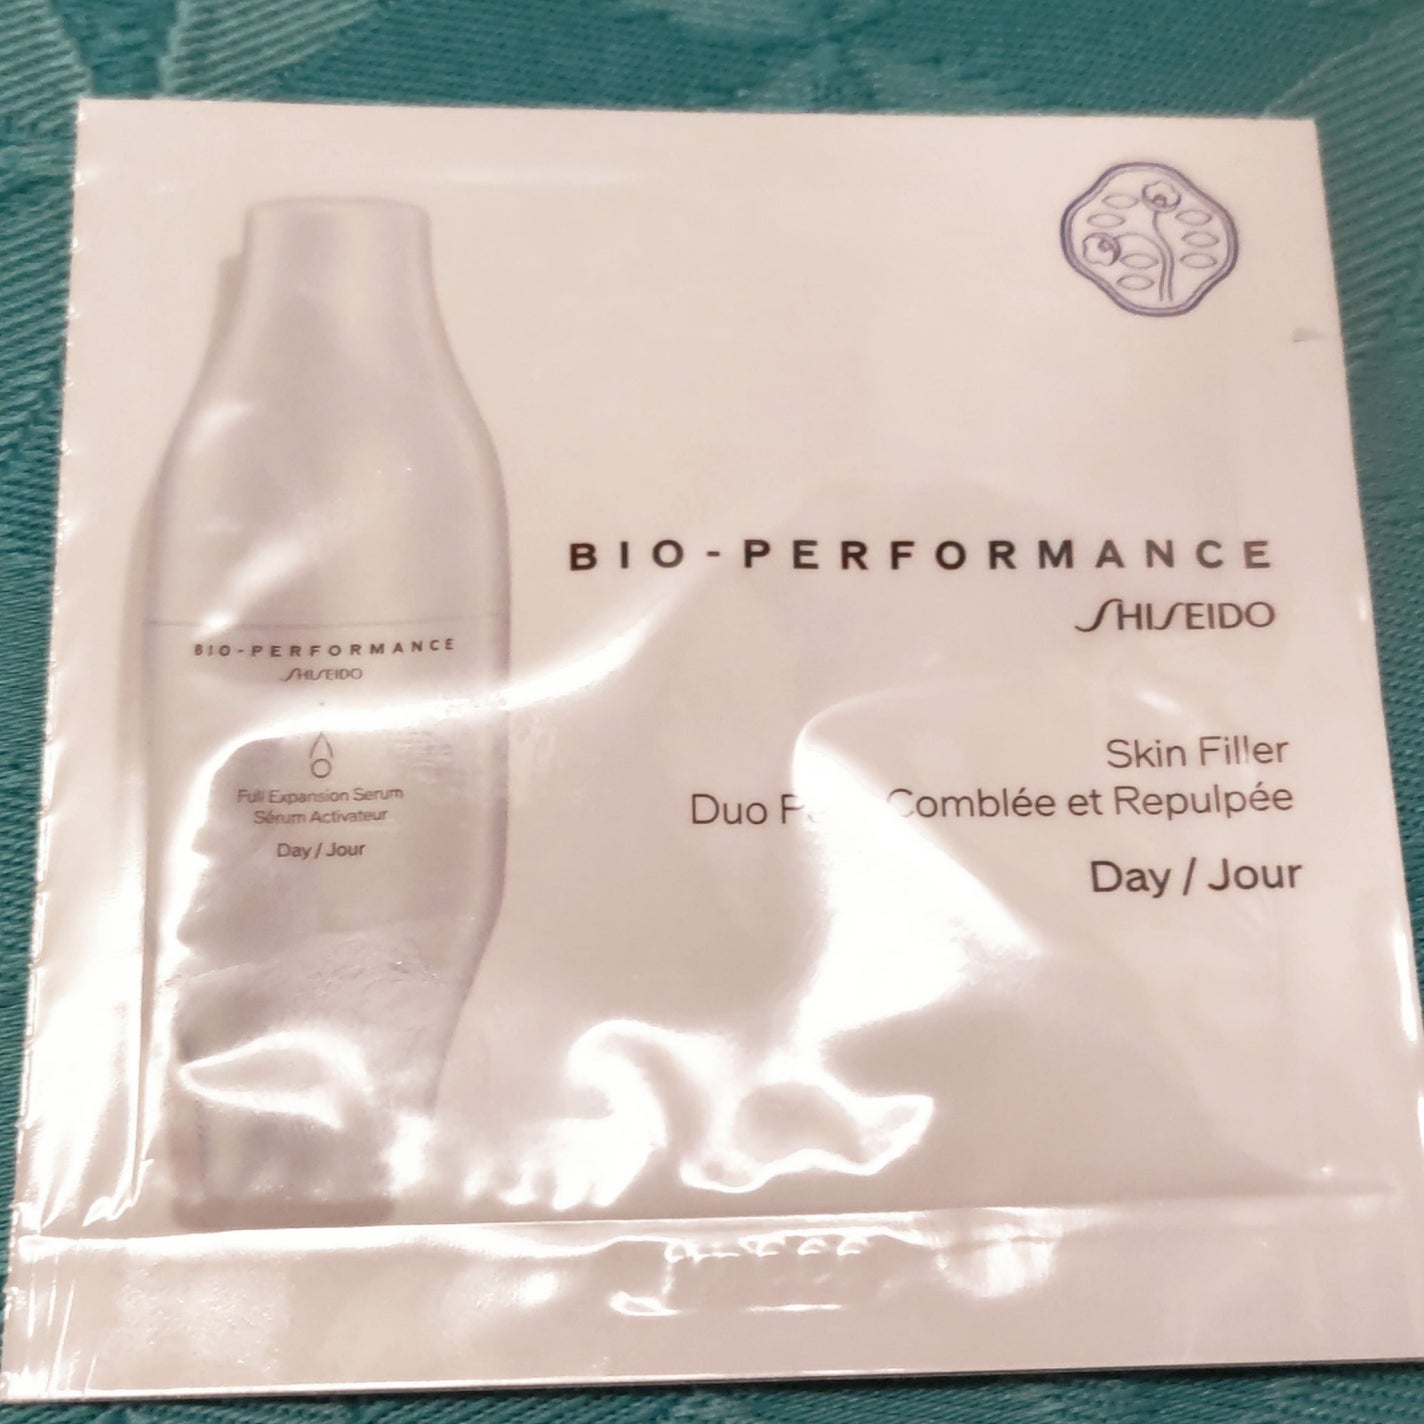 BIO-PERFORMANCE
SHISEIDO
Full Expansion Serum
Sérum Activateur
Day / Jour
BIO-PERFORMANCE
SHISEIDO
Skin Filler
Duo Comblée et Repulpée
Day / Jour